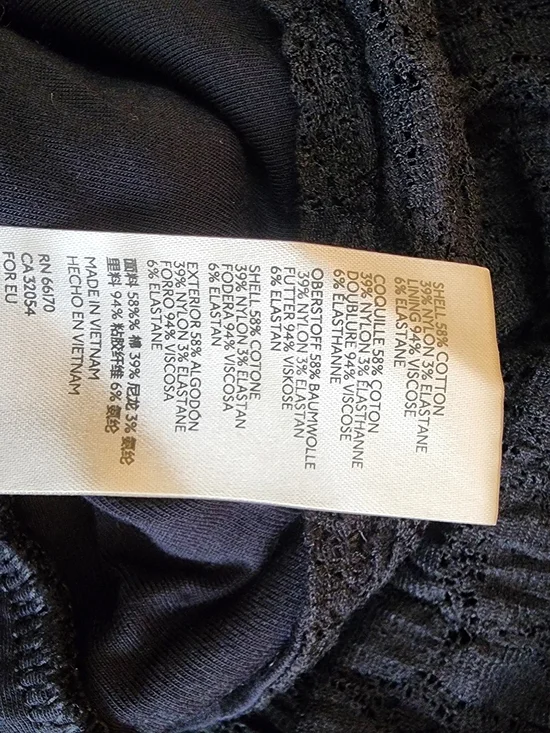 SHELL 58% COTTON
39% NYLON 3% ELASTANE
LINING 94% VISCOSE
6% ELASTANE
COQUILLE 58% COTON
39% NYLON 3% ÉLASTHANNE
DOUBLURE 94% VISCOSE
6% ÉLASTHANNE
OBERSTOFF 58% BAUMWOLLE
39% NYLON 3% ELASTAN
FUTTER 94% VISKOSE
6% ELASTAN
SHELL 58% COTONE
39% NYLON 3% ELASTAN
FODERA 94% VISCOSA
6% ELASTAN
EXTERIOR 58% ALGODÓN
39% NYLON 3% ELASTANE
FORRO 94% VISCOSA
6% ELASTANE
面料 58%% 棉 39% 尼龙 3% 氨纶
里料 94% 粘胶纤维 6% 氨纶
MADE IN VIETNAM
HECHO EN VIETNAM
RN 66170
CA 32054
FOR EU